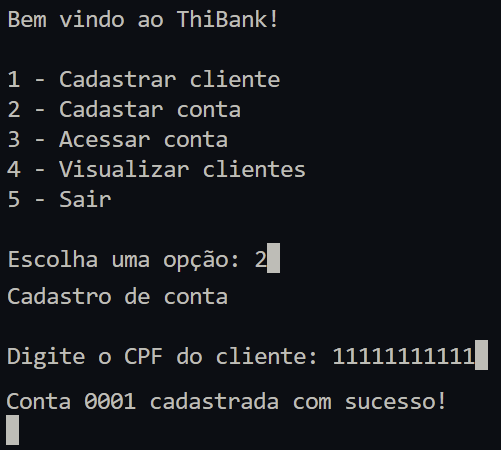 Bem vindo ao ThiBank!
1 - Cadastrar cliente
2 - Cadastar conta
3 - Acessar conta
4 - Visualizar clientes
5 - Sair
Escolha uma opção: 2
Cadastro de conta
Digite o CPF do cliente: 11111111111
Conta 0001 cadastrada com sucesso!